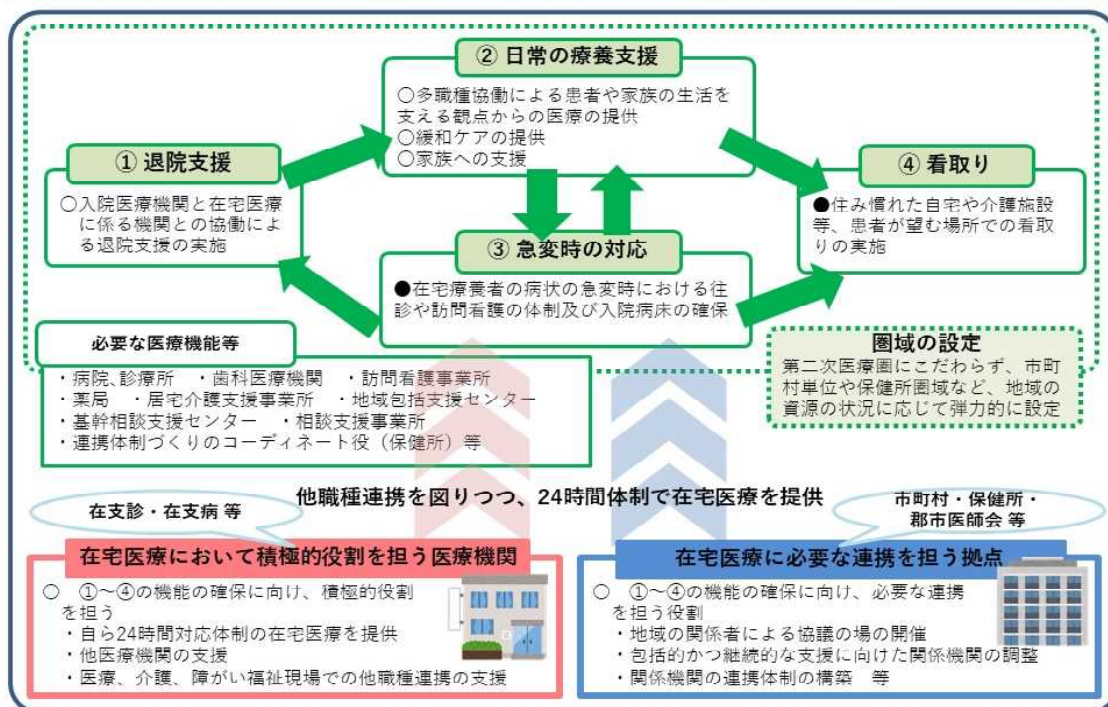 ② 日常の療養支援
○多職種協働による患者や家族の生活を
支える観点からの医療の提供
○緩和ケアの提供
○家族への支援
① 退院支援
○入院医療機関と在宅医療
に係る機関との協働によ
る退院支援の実施
④ 看取り
●住み慣れた自宅や介護施設
等、患者が望む場所での看取
りの実施
③ 急変時の対応
●在宅療養者の病状の急変時における往
診や訪問看護の体制及び入院病床の確保
必要な医療機能等
・病院、診療所 ・歯科医療機関 ・訪問看護事業所
・薬局 ・居宅介護支援事業所 ・地域包括支援センター
・基幹相談支援センター ・相談支援事業所
・連携体制づくりのコーディネート役（保健所）等
圏域の設定
第二次医療圏にこだわらず、市町
村単位や保健所圏域など、地域の
資源の状況に応じて弾力的に設定
他職種連携を図りつつ、24時間体制で在宅医療を提供
在支診・在支病 等
市町村・保健所・
郡市医師会 等
在宅医療において積極的役割を担う医療機関
○ ①～④の機能の確保に向け、積極的役割
を担う
・自ら24時間対応体制の在宅医療を提供
・他医療機関の支援
・医療、介護、障がい福祉現場での他職種連携の支援
在宅医療に必要な連携を担う拠点
○ ①～④の機能の確保に向け、必要な連携
を担う役割
・地域の関係者による協議の場の開催
・包括的かつ継続的な支援に向けた関係機関の調整
・関係機関の連携体制の構築 等